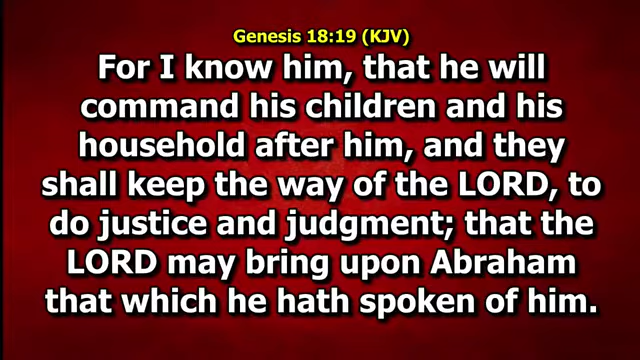 Genesis 18:19 (KJV)
For I know him, that he will
command his children and his
household after him, and they
shall keep the way of the LORD, to
do justice and judgment; that the
LORD may bring upon Abraham
that which he hath spoken of him.